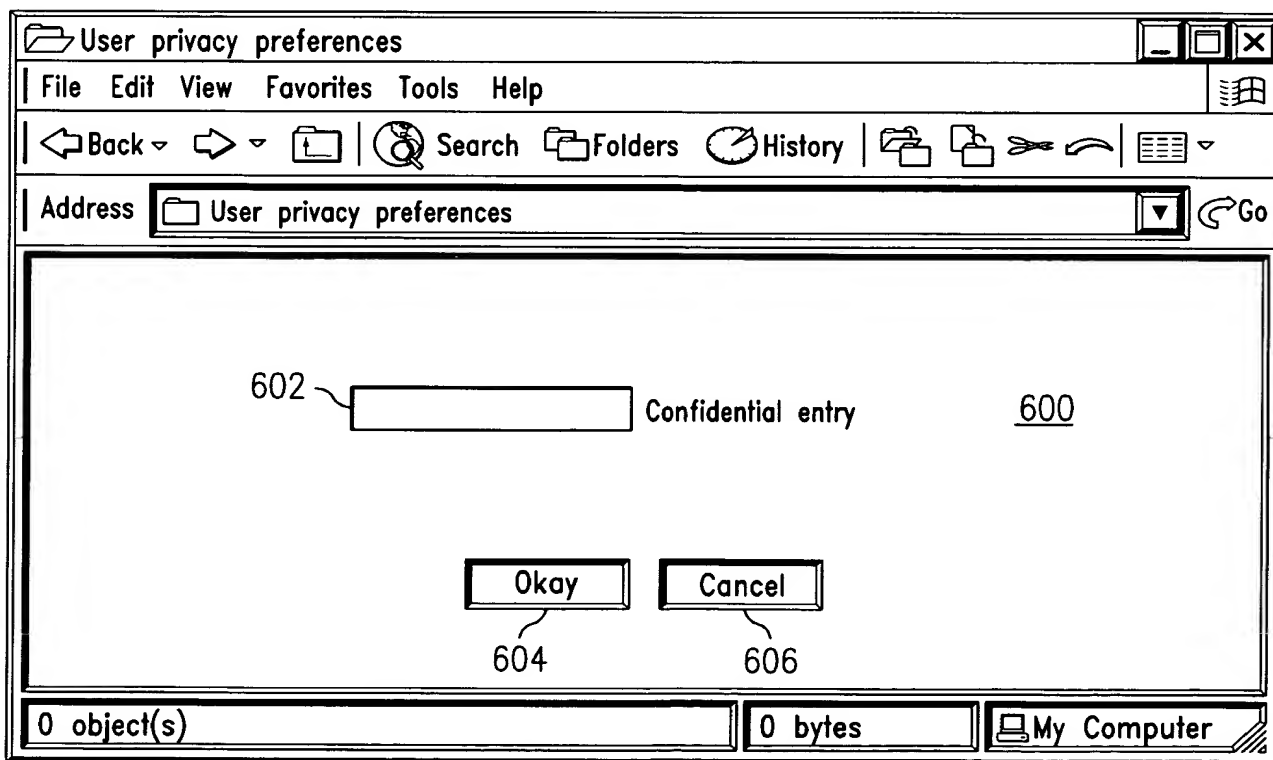 User privacy preferences
File Edit View Favorites Tools Help
Back Search Folders History
Address User privacy preferences Go
602 Confidential entry 600
Okay Cancel
604 606
0 object(s) 0 bytes My Computer